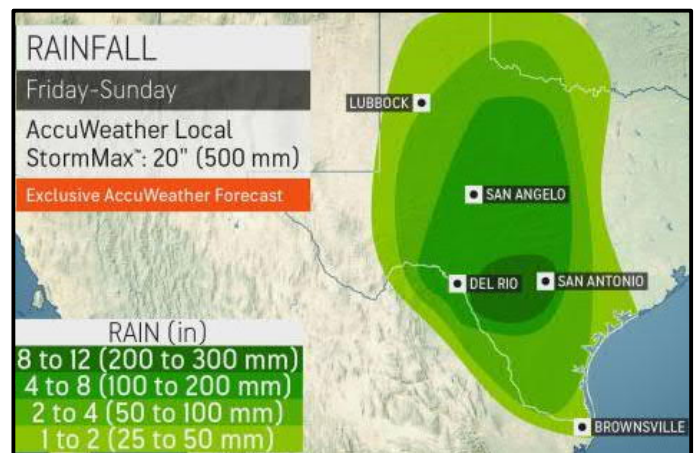 RAINFALL
Friday-Sunday
AccuWeather Local
StormMax™: 20" (500 mm)
Exclusive AccuWeather Forecast
LUBBOCK
SAN ANGELO
DEL RIO
SAN ANTONIO
BROWNSVILLE
RAIN (in)
8 to 12 (200 to 300 mm)
4 to 8 (100 to 200 mm)
2 to 4 (50 to 100 mm)
1 to 2 (25 to 50 mm)